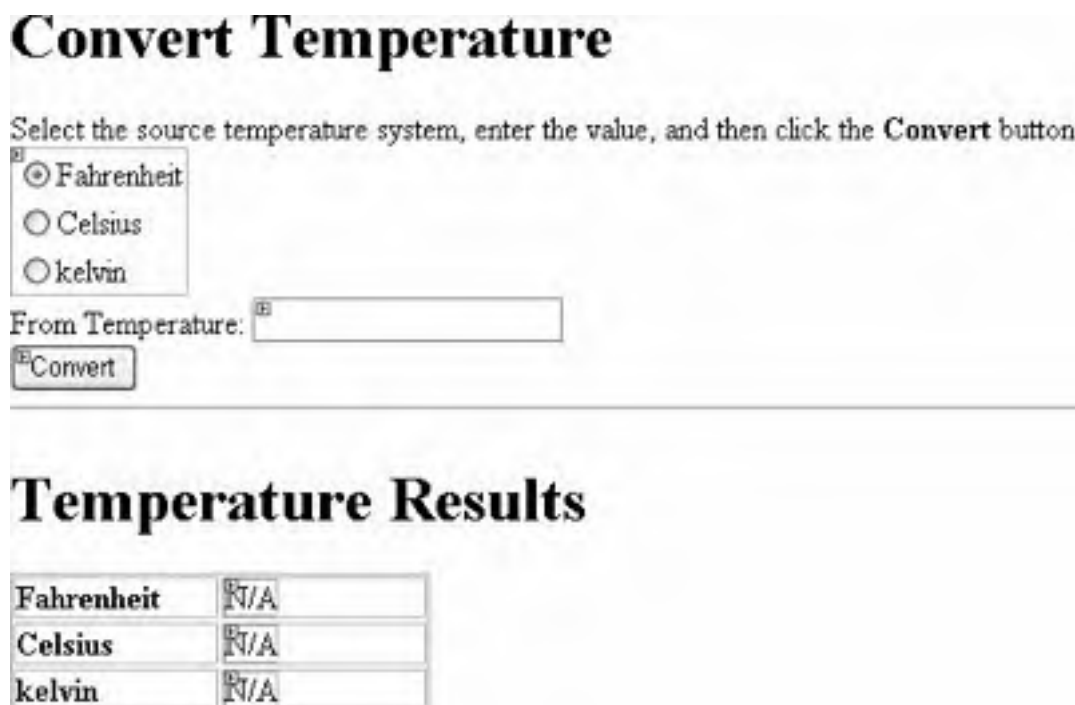 Convert Temperature
Select the source temperature system, enter the value, and then click the Convert button
Fahrenheit
Celsius
kelvin
From Temperature:
Convert
Temperature Results
Fahrenheit N/A
Celsius N/A
kelvin N/A